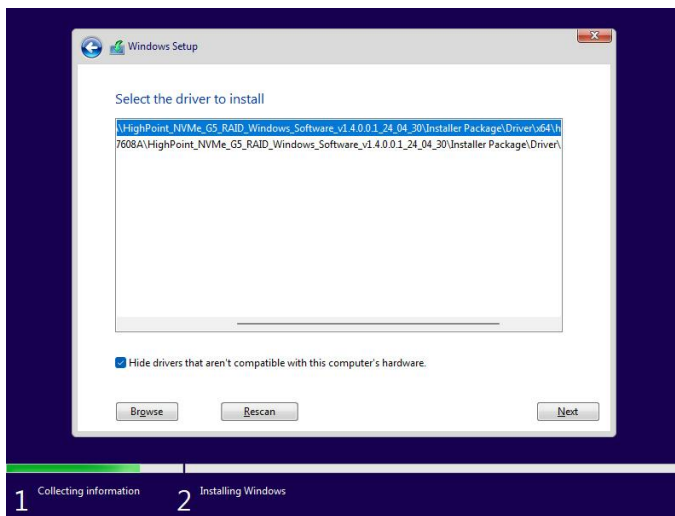 Windows Setup
Select the driver to install
\HighPoint_NVMe_G5_RAID_Windows_Software_v1.4.0.0.1_24_04_30\Installer Package\Driver\x64\h
7608A\HighPoint_NVMe_G5_RAID_Windows_Software_v1.4.0.0.1_24_04_30\Installer Package\Driver\
Hide drivers that aren't compatible with this computer's hardware.
Browse
Rescan
Next
1 Collecting information
2 Installing Windows